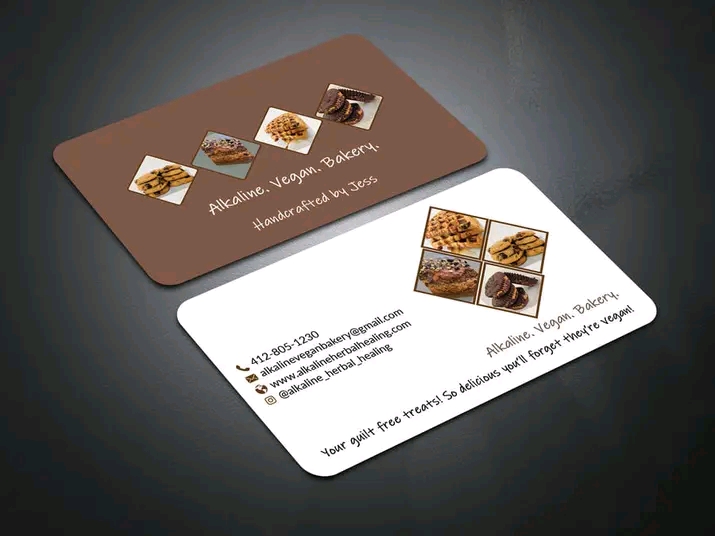 Alkaline. Vegan. Bakery.
Handcrafted by Jess
412-805-1230
alkalineveganbakery@gmail.com
www.alkalineherbalhealing.com
@alkaline_herbal_healing
Alkaline. Vegan. Bakery.
Your guilt free treats! So delicious you'll forget they're Vegan!